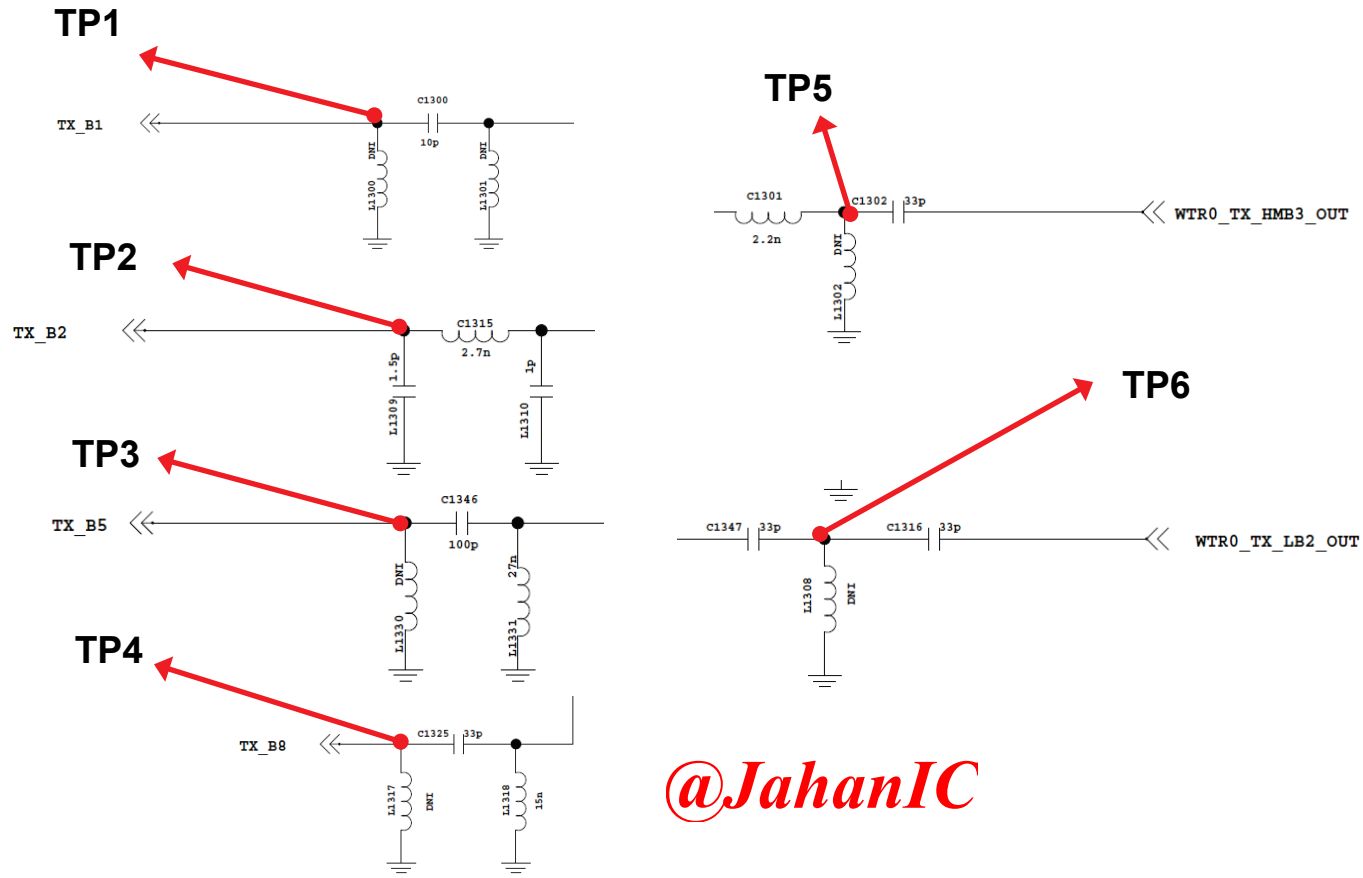 TP1
C1300
TX_B1
10p
DNI
L1300
DNI
L1301
TP2
TX_B2
C1315
2.7n
1.5p
L1309
1p
L1310
TP3
TX_B5
C1346
100p
DNI
L1330
27n
L1331
TP4
TX_B8
C1325
33p
L1317
DNI
L1318
15n
TP5
C1301
2.2n
C1302
33p
WTR0_TX_HMB3_OUT
DNI
L1302
TP6
C1347
33p
C1316
33p
WTR0_TX_LB2_OUT
L1308
DNI
@JahanIC